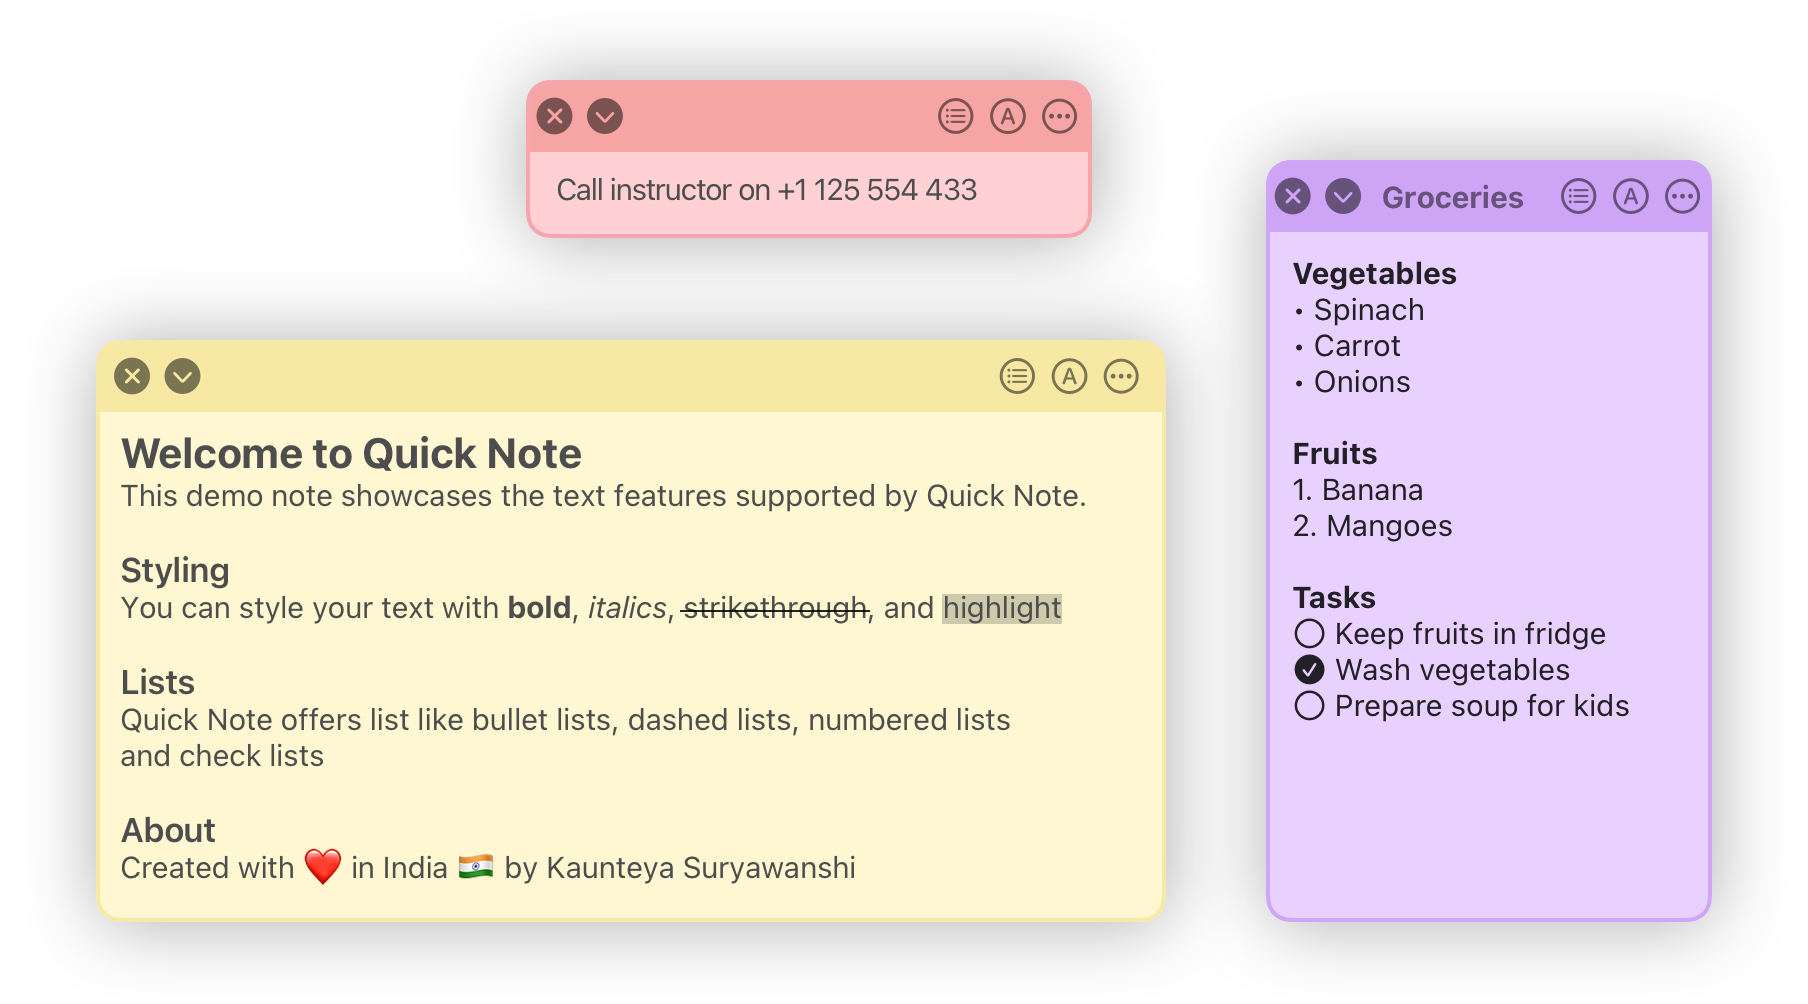 Call instructor on +1 125 554 433
Welcome to Quick Note
This demo note showcases the text features supported by Quick Note.
Styling
You can style your text with bold, italics, strikethrough, and highlight
Lists
Quick Note offers list like bullet lists, dashed lists, numbered lists
and check lists
About
Created with ❤️ in India 🇮🇳 by Kaunteya Suryawanshi
Groceries
Vegetables
• Spinach
• Carrot
• Onions
Fruits
1. Banana
2. Mangoes
Tasks
Keep fruits in fridge
Wash vegetables
Prepare soup for kids